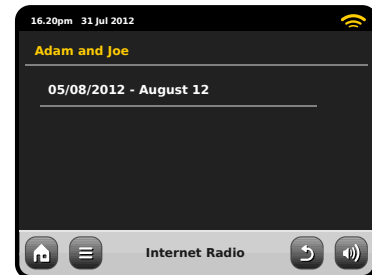 16.20pm 31 Jul 2012
Adam and Joe
05/08/2012 - August 12
Internet Radio